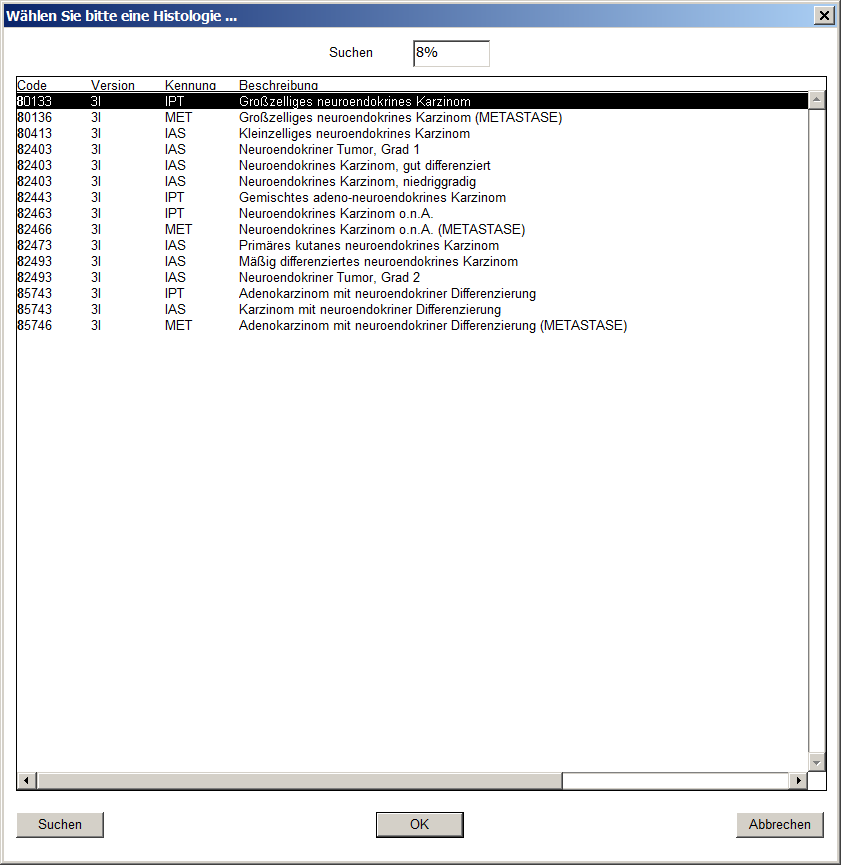 Wählen Sie bitte eine Histologie ...
Suchen 8%
Code Version Kennung Beschreibung
80133 3I IPT Großzelliges neuroendokrines Karzinom
80136 3I MET Großzelliges neuroendokrines Karzinom (METASTASE)
80413 3I IAS Kleinzelliges neuroendokrines Karzinom
82403 3I IAS Neuroendokriner Tumor, Grad 1
82403 3I IAS Neuroendokrines Karzinom, gut differenziert
82403 3I IAS Neuroendokrines Karzinom, niedriggradig
82443 3I IPT Gemischtes adeno-neuroendokrines Karzinom
82463 3I IPT Neuroendokrines Karzinom o.n.A.
82466 3I MET Neuroendokrines Karzinom o.n.A. (METASTASE)
82473 3I IAS Primäres kutanes neuroendokrines Karzinom
82493 3I IAS Mäßig differenziertes neuroendokrines Karzinom
82493 3I IAS Neuroendokriner Tumor, Grad 2
85743 3I IPT Adenokarzinom mit neuroendokriner Differenzierung
85743 3I IAS Karzinom mit neuroendokriner Differenzierung
85746 3I MET Adenokarzinom mit neuroendokriner Differenzierung (METASTASE)
Suchen OK Abbrechen